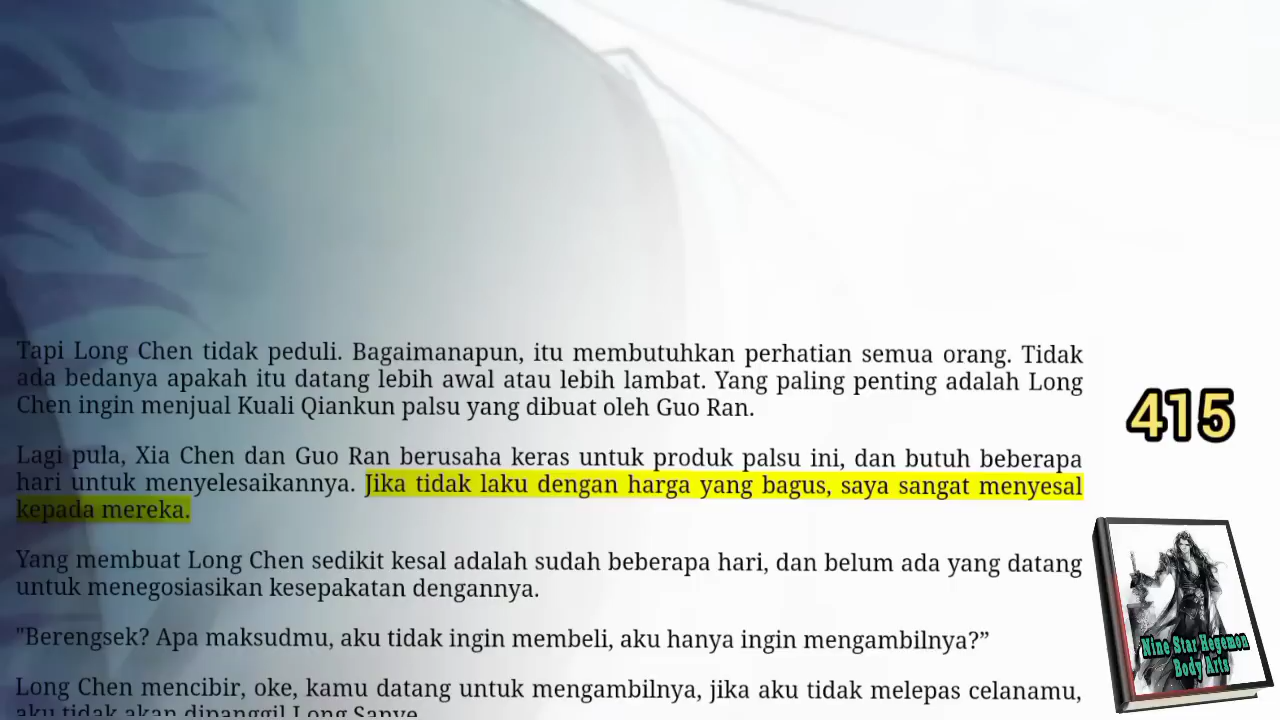 Tapi Long Chen tidak peduli. Bagaimanapun, itu membutuhkan perhatian semua orang. Tidak
ada bedanya apakah itu datang lebih awal atau lebih lambat. Yang paling penting adalah Long
Chen ingin menjual Kuali Qiankun palsu yang dibuat oleh Guo Ran.
Lagi pula, Xia Chen dan Guo Ran berusaha keras untuk produk palsu ini, dan butuh beberapa
hari untuk menyelesaikannya. Jika tidak laku dengan harga yang bagus, saya sangat menyesal
kepada mereka.
Yang membuat Long Chen sedikit kesal adalah sudah beberapa hari, dan belum ada yang datang
untuk menegosiasikan kesepakatan dengannya.
"Berengsek? Apa maksudmu, aku tidak ingin membeli, aku hanya ingin mengambilnya?”
Long Chen mencibir, oke, kamu datang untuk mengambilnya, jika aku tidak melepas celanamu,
aku tidak akan dipanggil Long Sanye
415
Nine Star Hegemon
Body Arts